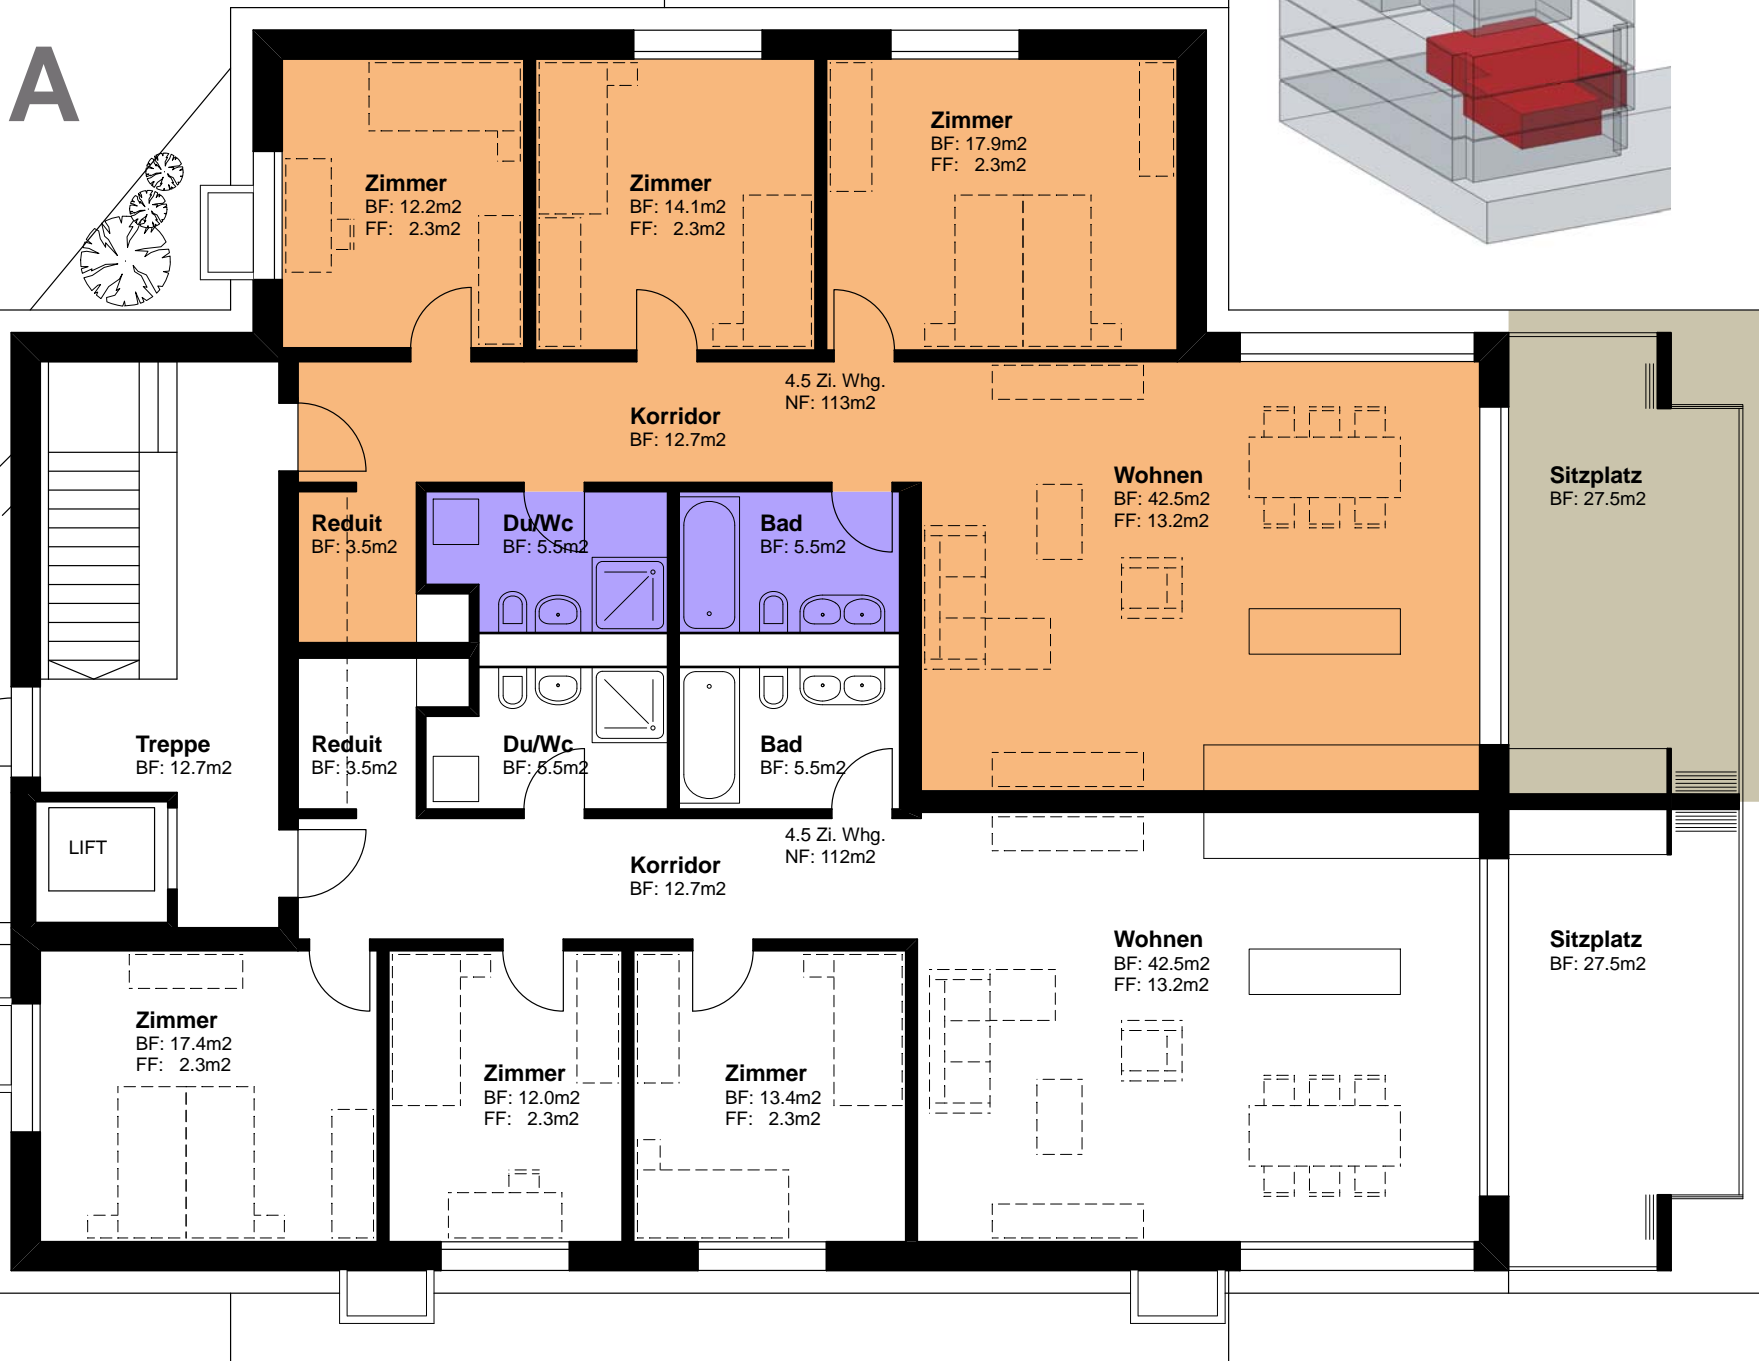 A
Zimmer
BF: 12.2m2
FF: 2.3m2
Zimmer
BF: 14.1m2
FF: 2.3m2
Zimmer
BF: 17.9m2
FF: 2.3m2
4.5 Zi. Whg.
NF: 113m2
Korridor
BF: 12.7m2
Wohnen
BF: 42.5m2
FF: 13.2m2
Sitzplatz
BF: 27.5m2
Reduit
BF: 3.5m2
Du/Wc
BF: 5.5m2
Bad
BF: 5.5m2
Treppe
BF: 12.7m2
Reduit
BF: 3.5m2
Du/Wc
BF: 5.5m2
Bad
BF: 5.5m2
LIFT
4.5 Zi. Whg.
NF: 112m2
Korridor
BF: 12.7m2
Wohnen
BF: 42.5m2
FF: 13.2m2
Sitzplatz
BF: 27.5m2
Zimmer
BF: 17.4m2
FF: 2.3m2
Zimmer
BF: 12.0m2
FF: 2.3m2
Zimmer
BF: 13.4m2
FF: 2.3m2